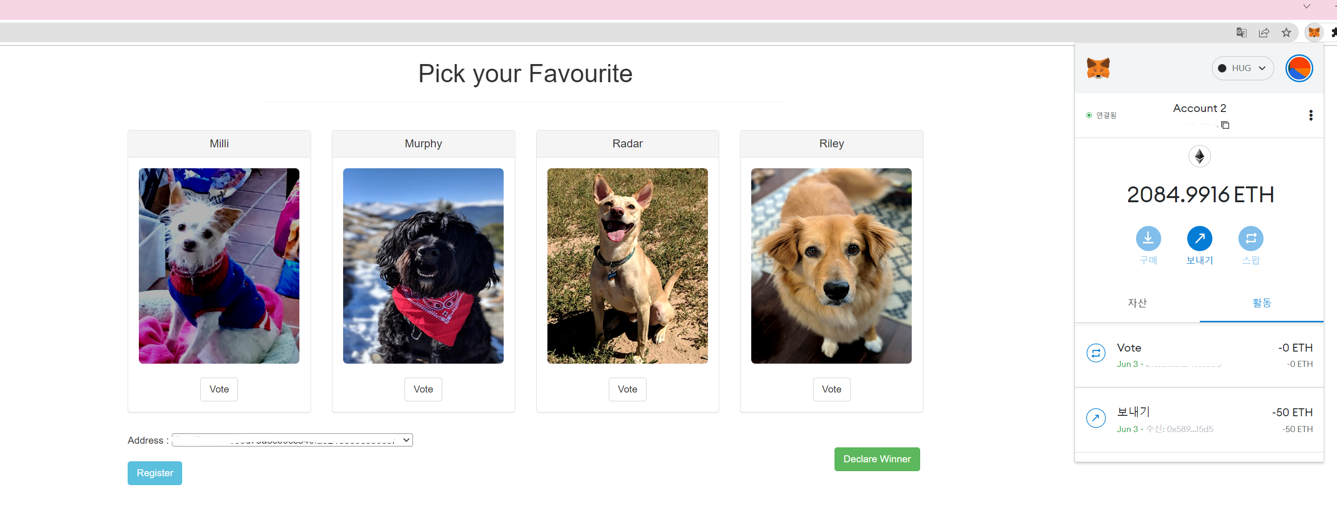 Pick your Favourite
Milli
Murphy
Radar
Riley
Vote
Vote
Vote
Vote
Address :
Register
Declare Winner
HUG
연결됨
Account 2
2084.9916 ETH
구매
보내기
스왑
자산
활동
Vote
-0 ETH
Jun 3 ·
-0 ETH
보내기
-50 ETH
Jun 3 · 수신: 0x589...15d5
-50 ETH